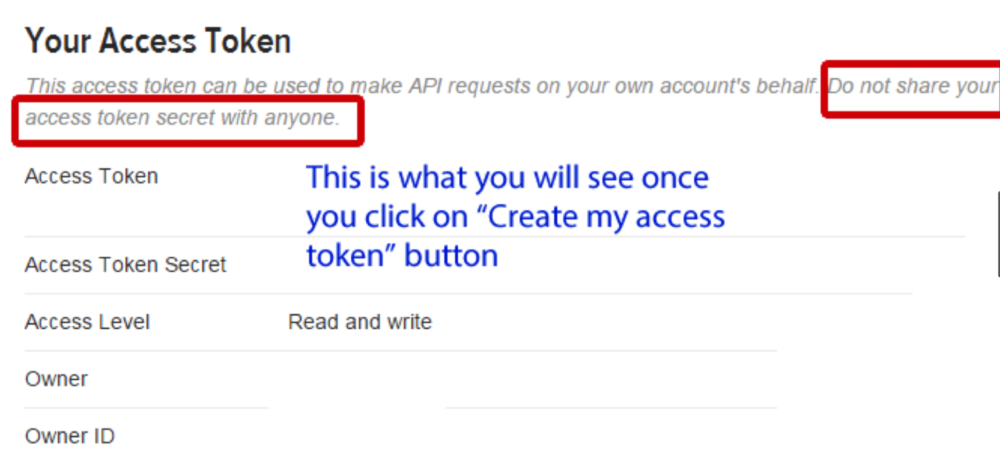 Your Access Token
This access token can be used to make API requests on your own account's behalf. Do not share your
access token secret with anyone.
Access Token
This is what you will see once
you click on “Create my access
token” button
Access Token Secret
Access Level Read and write
Owner
Owner ID